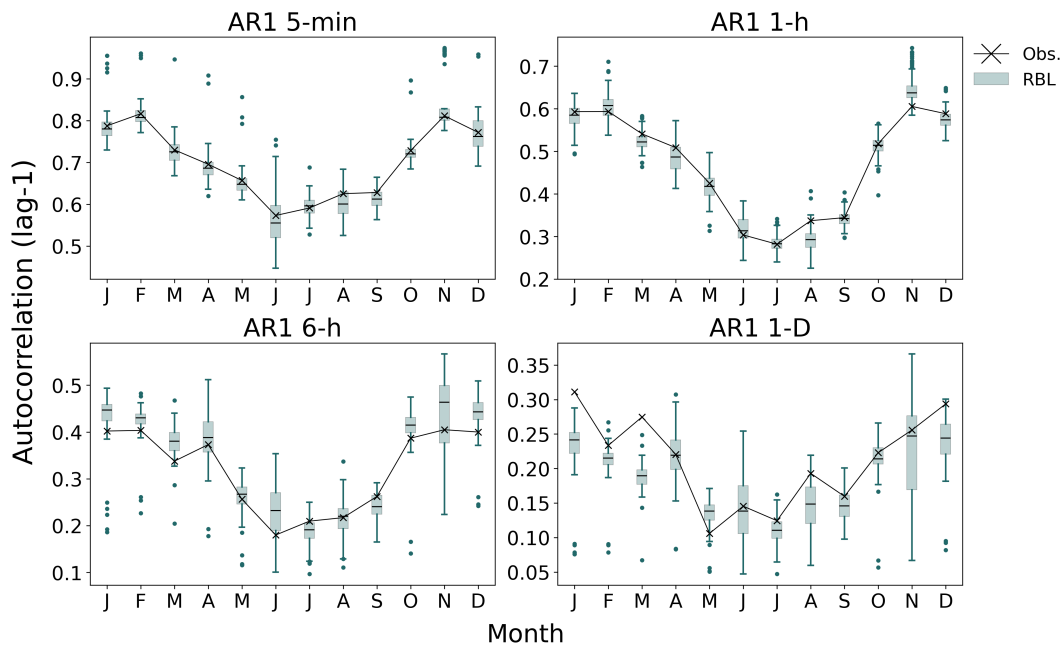 AR1 5-min
AR1 1-h
Obs.
RBL
0.9
0.8
0.7
0.6
0.5
J F M A M J J A S O N D
0.7
0.6
0.5
0.4
0.3
0.2
J F M A M J J A S O N D
Autocorrelation (lag-1)
AR1 6-h
AR1 1-D
0.5
0.4
0.3
0.2
0.1
J F M A M J J A S O N D
0.35
0.30
0.25
0.20
0.15
0.10
0.05
J F M A M J J A S O N D
Month